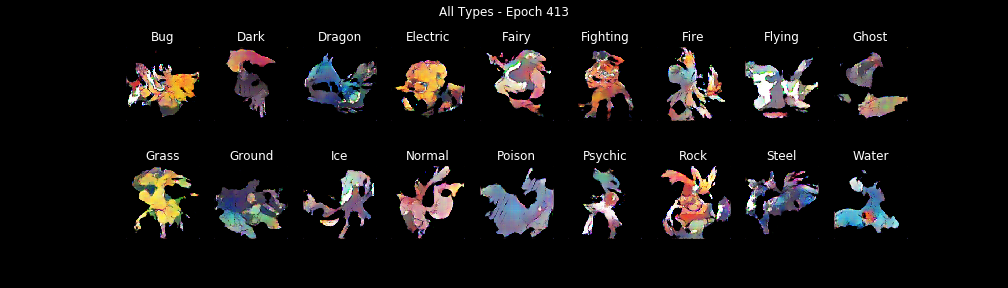 All Types - Epoch 413
Bug Dark Dragon Electric Fairy Fighting Fire Flying Ghost
Grass Ground Ice Normal Poison Psychic Rock Steel Water